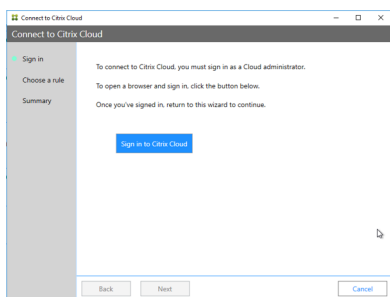 Connect to Citrix Cloud
Connect to Citrix Cloud
Sign in
Choose a rule
Summary
To connect to Citrix Cloud, you must sign in as a Cloud administrator.
To open a browser and sign in, click the button below.
Once you've signed in, return to this wizard to continue.
Sign in to Citrix Cloud
Back
Next
Cancel